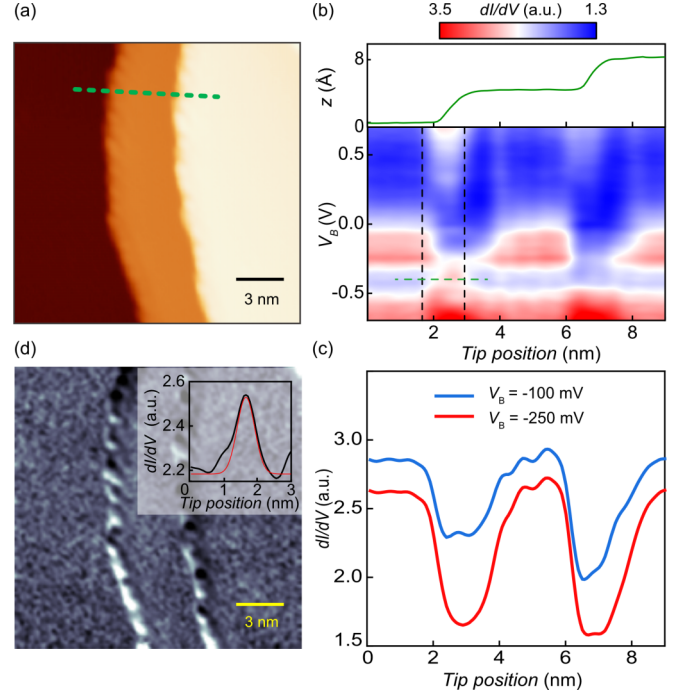 (a)
3 nm
(b)
3.5 dI/dV (a.u.) 1.3
z (Å)
8
0
V_B (V)
0.5
0.0
-0.5
0 2 4 6 8
Tip position (nm)
(d)
dI/dV (a.u.)
2.6
2.4
2.2
0 1 2 3
Tip position (nm)
3 nm
(c)
V_B = -100 mV
V_B = -250 mV
dI/dV (a.u.)
3.0
2.5
2.0
1.5
0 2 4 6 8
Tip position (nm)